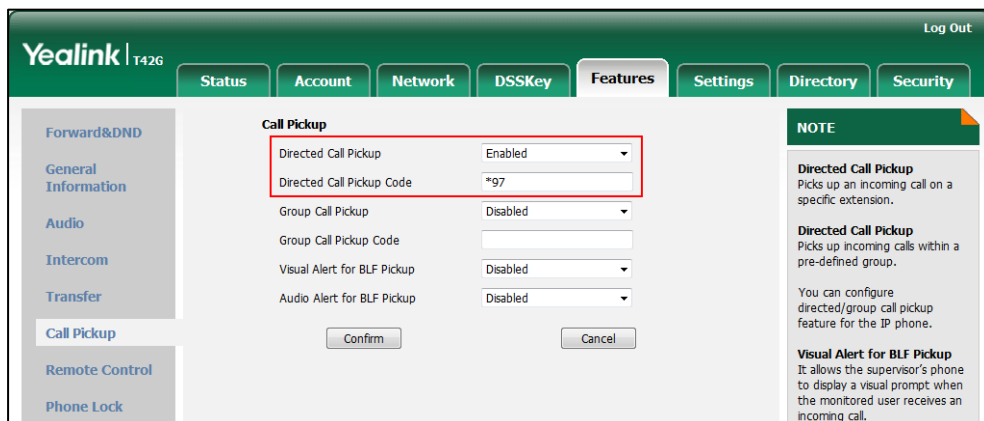 Log Out
Yealink | T42G
Status Account Network DSSKey Features Settings Directory Security
Forward&DND
General
Information
Audio
Intercom
Transfer
Call Pickup
Remote Control
Phone Lock
Call Pickup
Directed Call Pickup Enabled
Directed Call Pickup Code *97
Group Call Pickup Disabled
Group Call Pickup Code
Visual Alert for BLF Pickup Disabled
Audio Alert for BLF Pickup Disabled
Confirm Cancel
NOTE
Directed Call Pickup
Picks up an incoming call on a
specific extension.
Directed Call Pickup
Picks up incoming calls within a
pre-defined group.
You can configure
directed/group call pickup
feature for the IP phone.
Visual Alert for BLF Pickup
It allows the supervisor's phone
to display a visual prompt when
the monitored user receives an
incoming call.